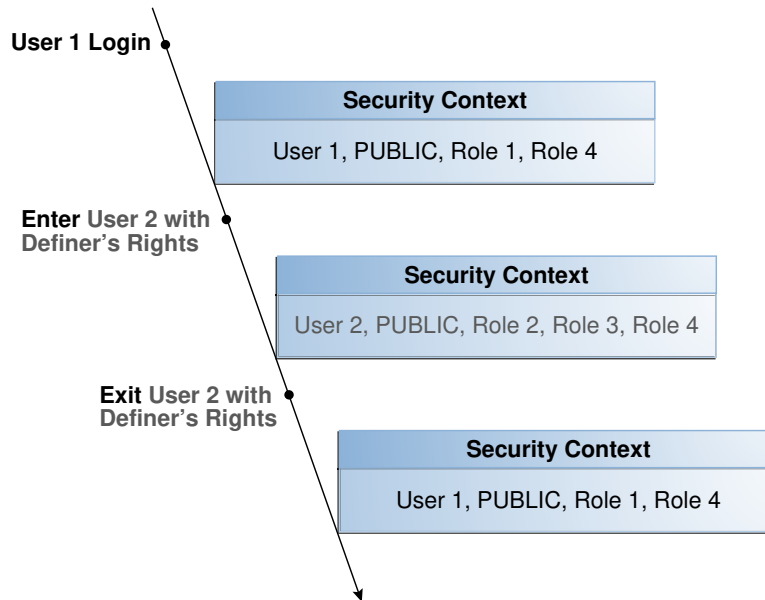 User 1 Login
Security Context
User 1, PUBLIC, Role 1, Role 4
Enter User 2 with
Definer's Rights
Security Context
User 2, PUBLIC, Role 2, Role 3, Role 4
Exit User 2 with
Definer's Rights
Security Context
User 1, PUBLIC, Role 1, Role 4